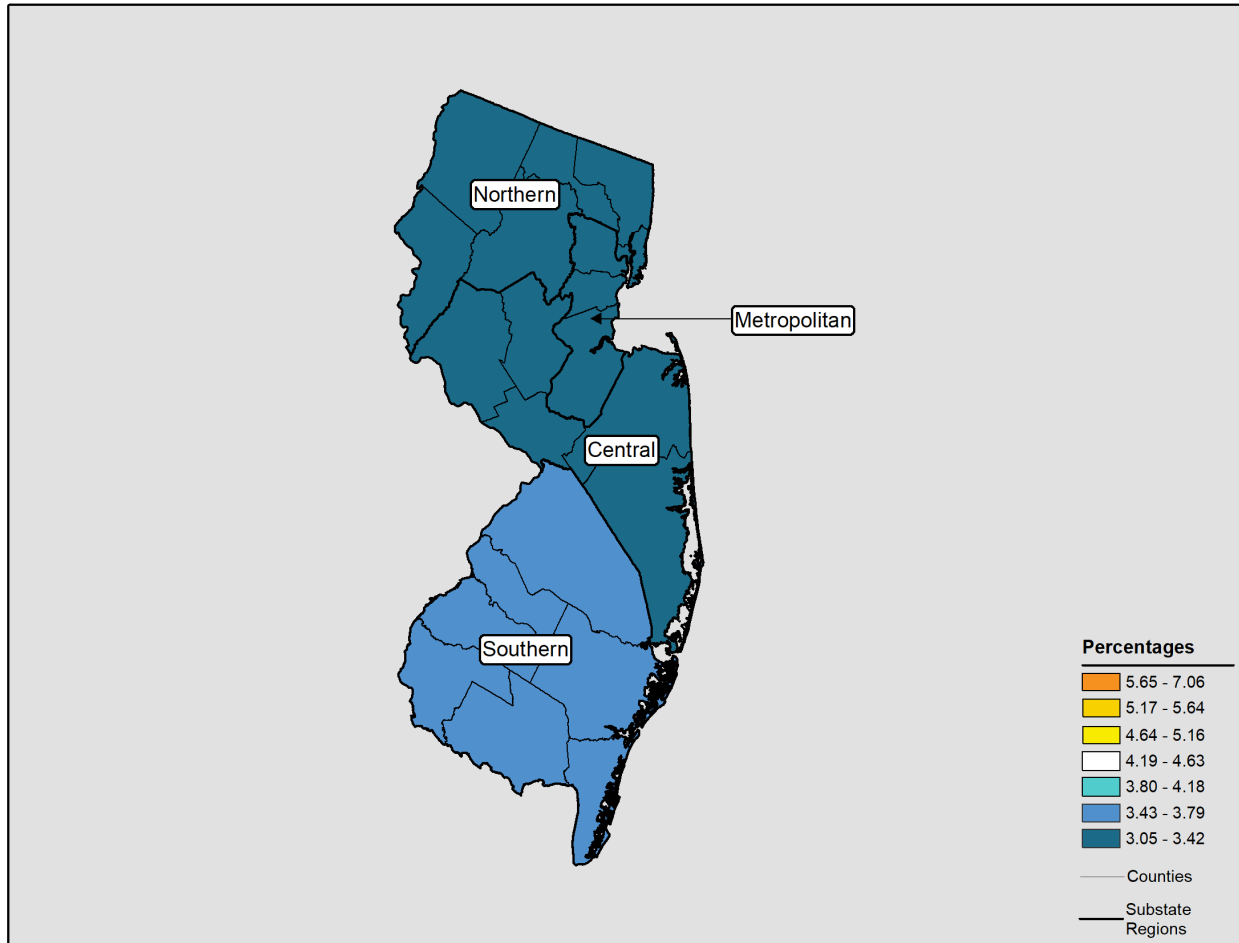 Northern
Metropolitan
Central
Southern
Percentages
5.65 - 7.06
5.17 - 5.64
4.64 - 5.16
4.19 - 4.63
3.80 - 4.18
3.43 - 3.79
3.05 - 3.42
Counties
Substate
Regions